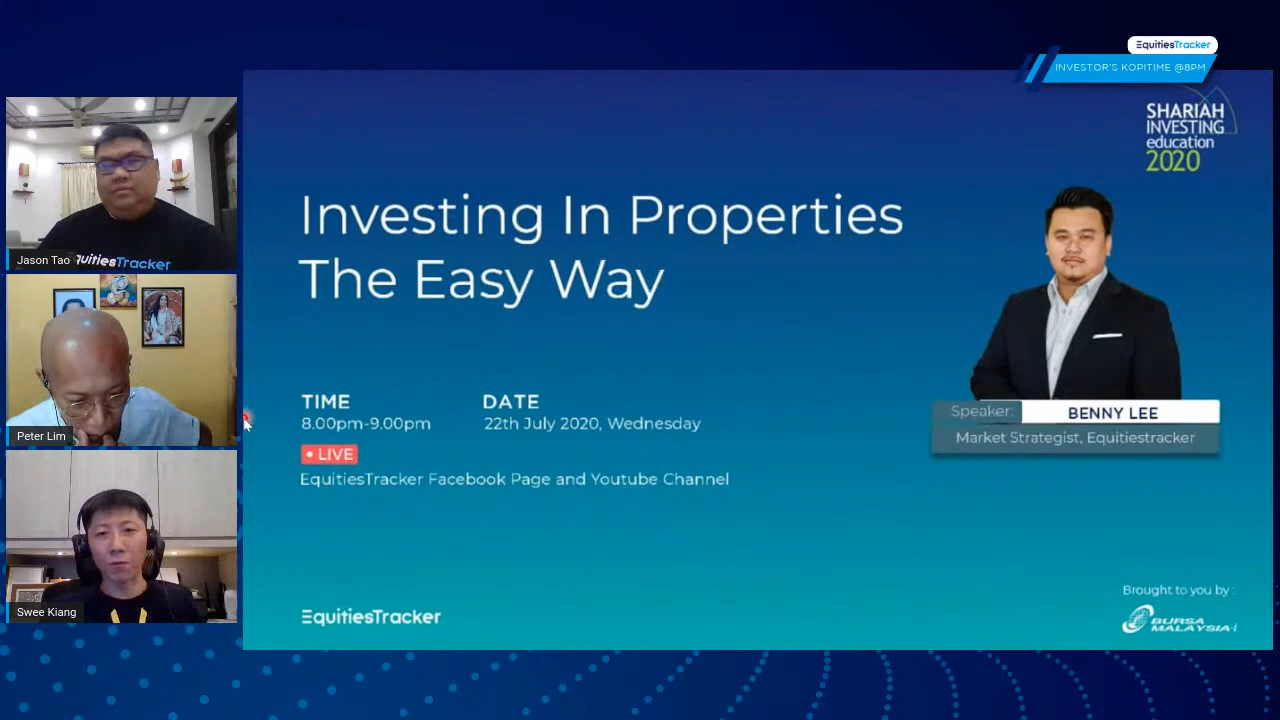 EquitiesTracker
INVESTOR'S KOPITIME @8PM
SHARIAH
INVESTING
education
2020
Investing In Properties
The Easy Way
TIME
8.00pm-9.00pm
DATE
22th July 2020, Wednesday
• LIVE
EquitiesTracker Facebook Page and Youtube Channel
Speaker:
BENNY LEE
Market Strategist, Equitiestracker
EquitiesTracker
Brought to you by :
BURSA
MALAYSIA-i
Jason Tao
uitiesTracker
Peter Lim
Swee Kiang